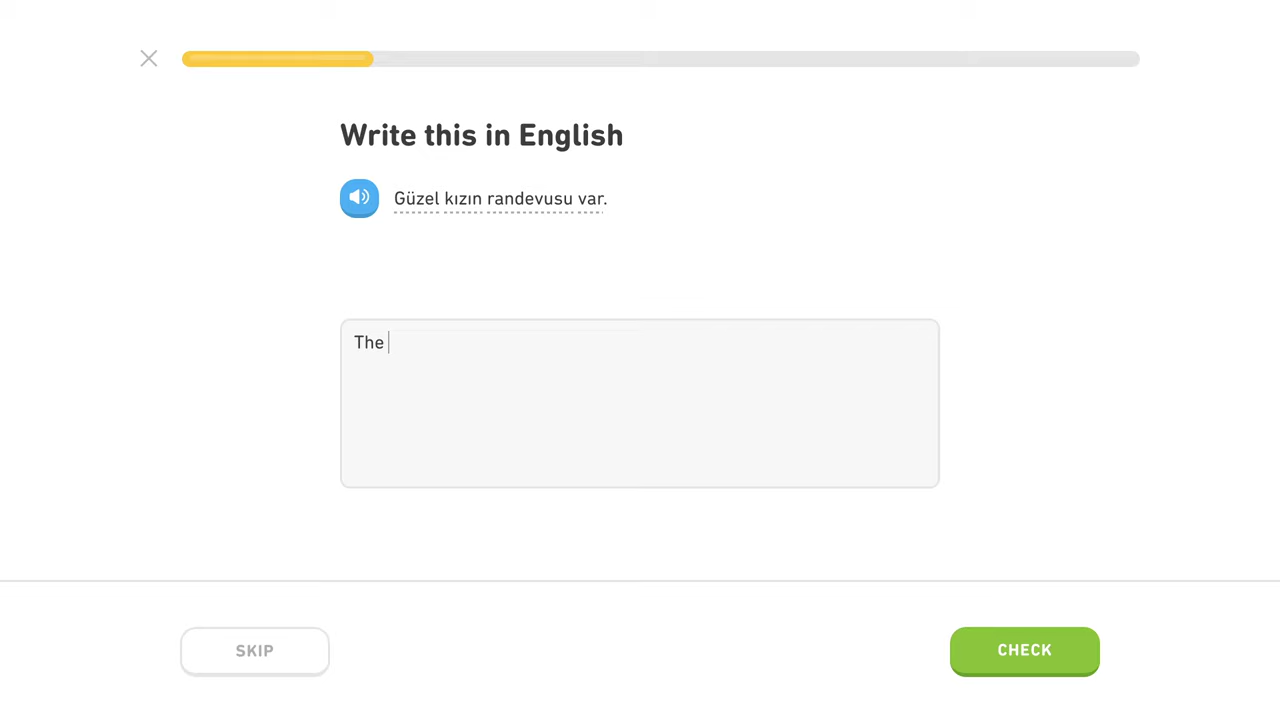 Write this in English
Güzel kızın randevusu var.
The
SKIP
CHECK